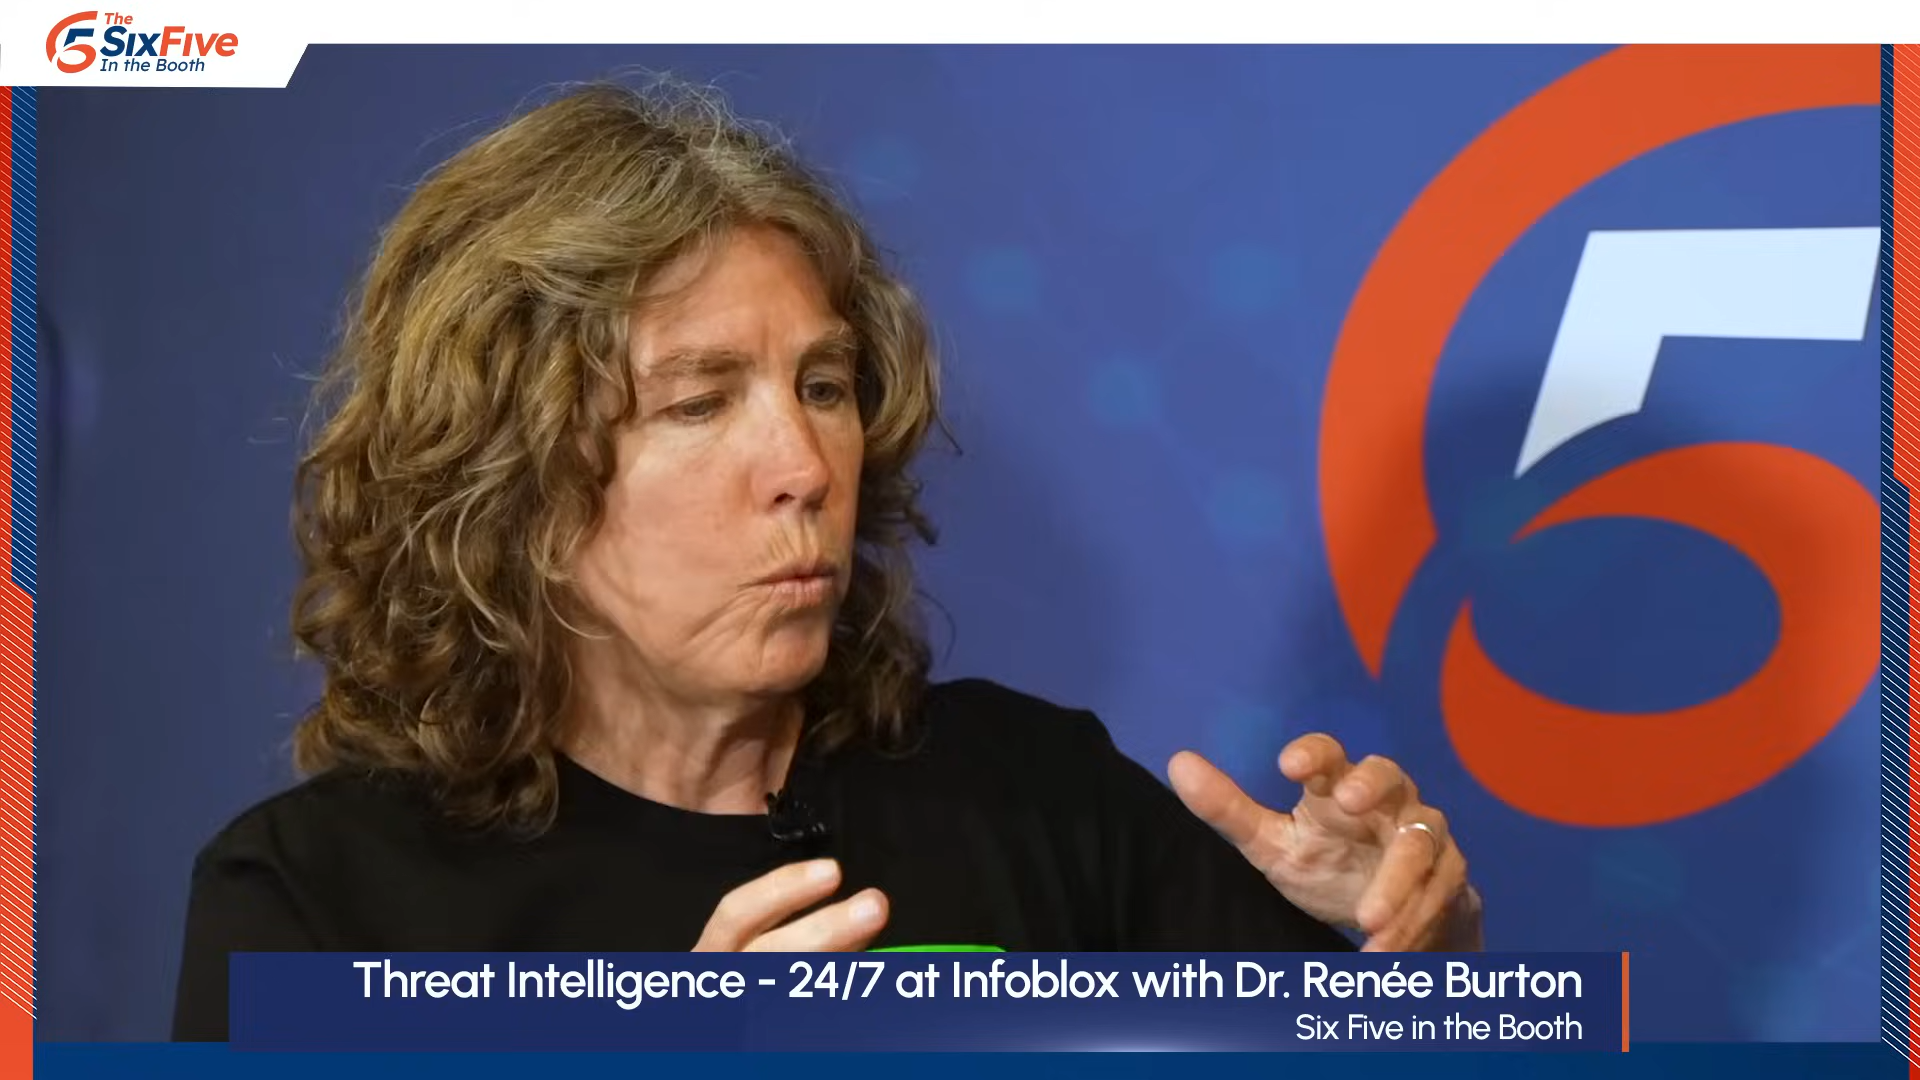 The
SixFive
In the Booth
5
Threat Intelligence - 24/7 at Infoblox with Dr. Renée Burton
Six Five in the Booth